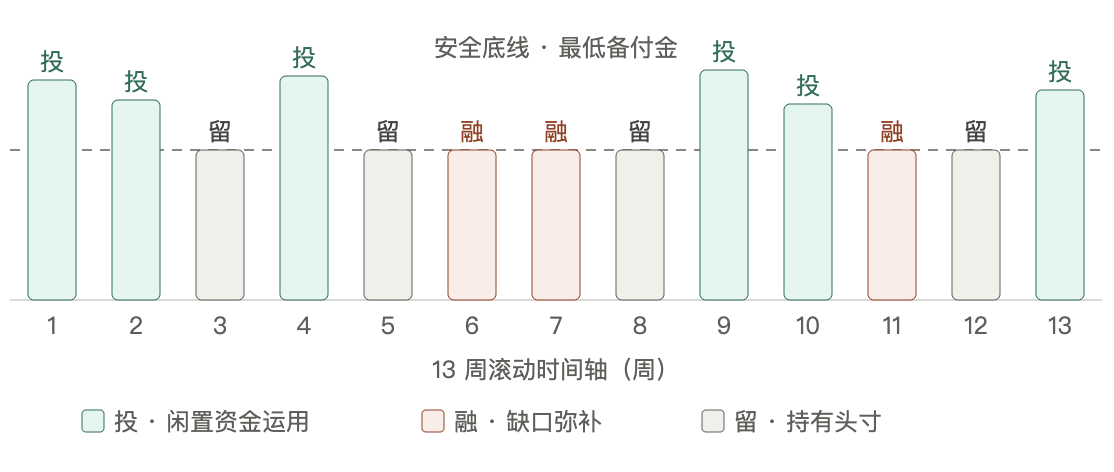 安全底线 · 最低备付金
投 投 留 投 留 融 融 留 投 投 融 留 投
1 2 3 4 5 6 7 8 9 10 11 12 13
13 周滚动时间轴（周）
投 · 闲置资金运用 融 · 缺口弥补 留 · 持有头寸